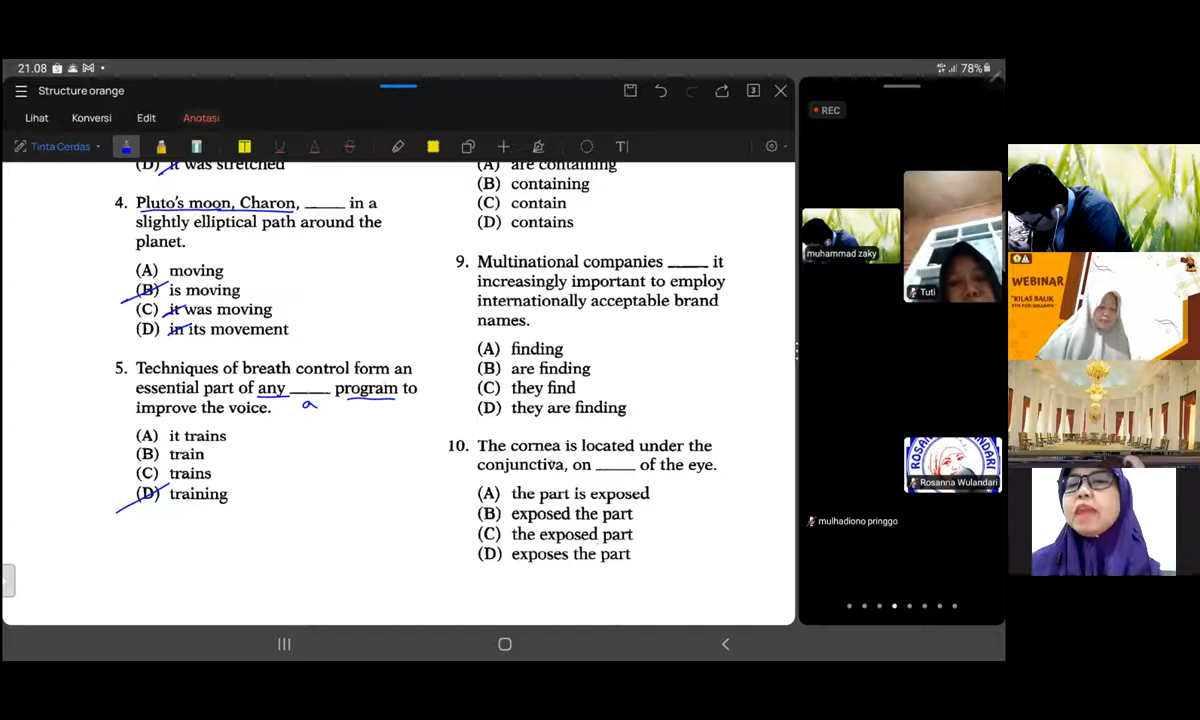 21.08
78%
Structure orange
3
Lihat
Konversi
Edit
Anotasi
Tinta Cerdas
T|
(D) it was stretched
4. Pluto's moon, Charon, _____ in a
slightly elliptical path around the
planet.
(A) moving
(B) is moving
(C) it was moving
(D) in its movement
5. Techniques of breath control form an
essential part of any _____ program to
improve the voice.
a
(A) it trains
(B) train
(C) trains
(D) training
(A) are containing
(B) containing
(C) contain
(D) contains
9. Multinational companies _____ it
increasingly important to employ
internationally acceptable brand
names.
(A) finding
(B) are finding
(C) they find
(D) they are finding
10. The cornea is located under the
conjunctiva, on _____ of the eye.
(A) the part is exposed
(B) exposed the part
(C) the exposed part
(D) exposes the part
REC
muhammad zaky
Tuti
Rosanna Wulandari
mulhadiono pringgo
WEBINAR
"KILAS BALIK